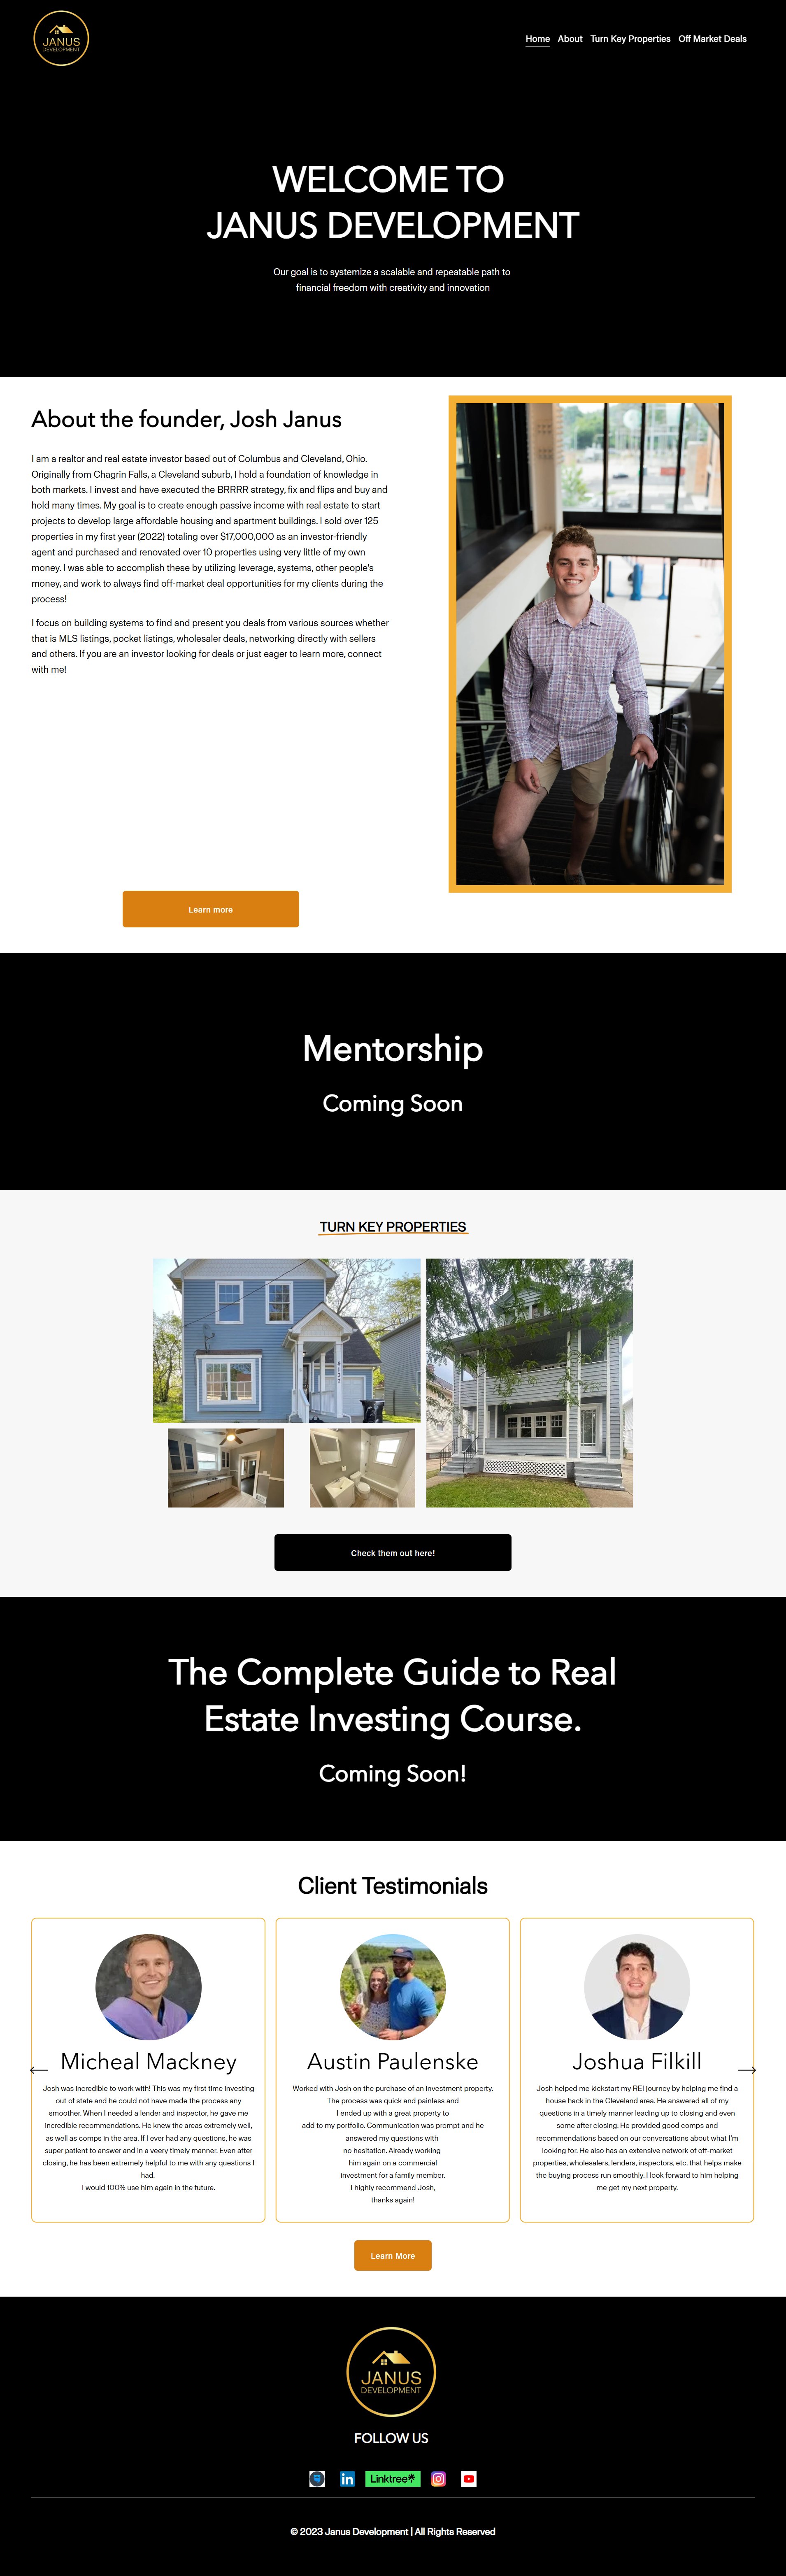 JANUS
DEVELOPMENT
Home About Turn Key Properties Off Market Deals
WELCOME TO
JANUS DEVELOPMENT
Our goal is to systemize a scalable and repeatable path to
financial freedom with creativity and innovation
About the founder, Josh Janus
I am a realtor and real estate investor based out of Columbus and Cleveland, Ohio.
Originally from Chagrin Falls, a Cleveland suburb, I hold a foundation of knowledge in
both markets. I invest and have executed the BRRRR strategy, fix and flips and buy and
hold many times. My goal is to create enough passive income with real estate to start
projects to develop large affordable housing and apartment buildings. I sold over 125
properties in my first year (2022) totaling over $17,000,000 as an investor-friendly
agent and purchased and renovated over 10 properties using very little of my own
money. I was able to accomplish these by utilizing leverage, systems, other people's
money, and work to always find off-market deal opportunities for my clients during the
process!
I focus on building systems to find and present you deals from various sources whether
that is MLS listings, pocket listings, wholesaler deals, networking directly with sellers
and others. If you are an investor looking for deals or just eager to learn more, connect
with me!
Learn more
Mentorship
Coming Soon
TURN KEY PROPERTIES
Check them out here!
The Complete Guide to Real
Estate Investing Course.
Coming Soon!
Client Testimonials
Micheal Mackney
Josh was incredible to work with! This was my first time investing
out of state and he could not have made the process any
smoother. When I needed a lender and inspector, he gave me
incredible recommendations. He knew the areas extremely well,
as well as comps in the area. If I ever had any questions, he was
super patient to answer and in a veery timely manner. Even after
closing, he has been extremely helpful to me with any questions I
had.
I would 100% use him again in the future.
Austin Paulenske
Worked with Josh on the purchase of an investment property.
The process was quick and painless and
I ended up with a great property to
add to my portfolio. Communication was prompt and he
answered my questions with
no hesitation. Already working
him again on a commercial
investment for a family member.
I highly recommend Josh,
thanks again!
Joshua Filkill
Josh helped me kickstart my REI journey by helping me find a
house hack in the Cleveland area. He answered all of my
questions in a timely manner leading up to closing and even
some after closing. He provided good comps and
recommendations based on our conversations about what I'm
looking for. He also has an extensive network of off-market
properties, wholesalers, lenders, inspectors, etc. that helps make
the buying process run smoothly. I look forward to him helping
me get my next property.
Learn More
JANUS
DEVELOPMENT
FOLLOW US
in
Linktree
© 2023 Janus Development | All Rights Reserved